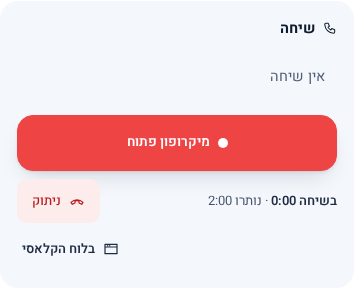 שיחה
אין שיחה
מיקרופון פתוח
בשיחה 0:00 · נותרו 2:00
ניתוק
בלוח הקלאסי